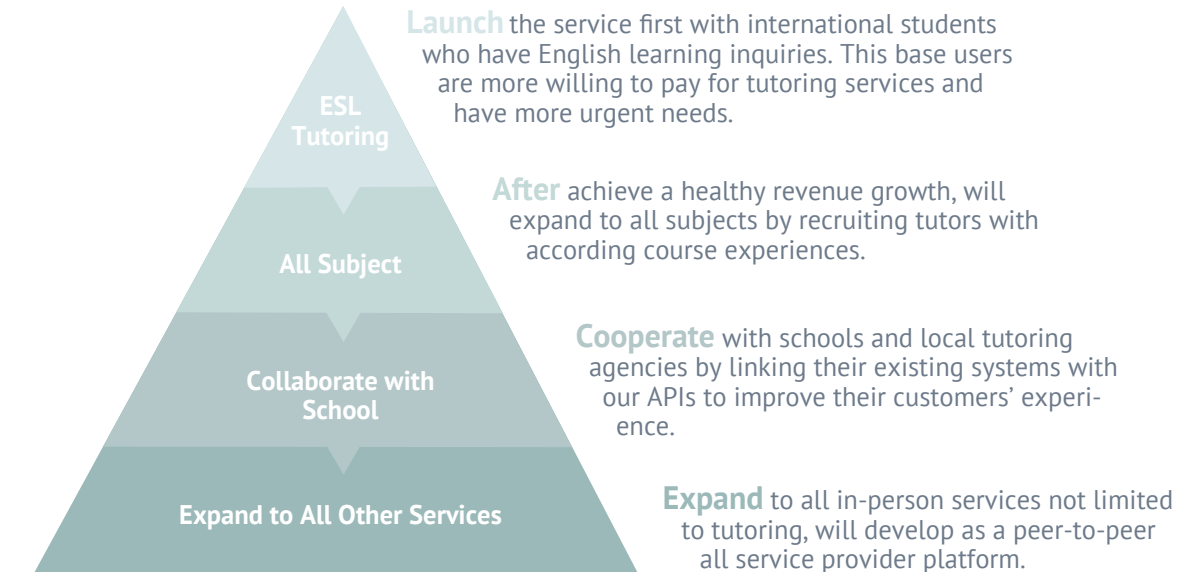 Launch the service first with international students
who have English learning inquiries. This base users
are more willing to pay for tutoring services and
have more urgent needs.
ESL
Tutoring
After achieve a healthy revenue growth, will
expand to all subjects by recruiting tutors with
according course experiences.
All Subject
Cooperate with schools and local tutoring
agencies by linking their existing systems with
our APIs to improve their customers’ experi-
ence.
Collaborate with
School
Expand to all in-person services not limited
to tutoring, will develop as a peer-to-peer
all service provider platform.
Expand to All Other Services